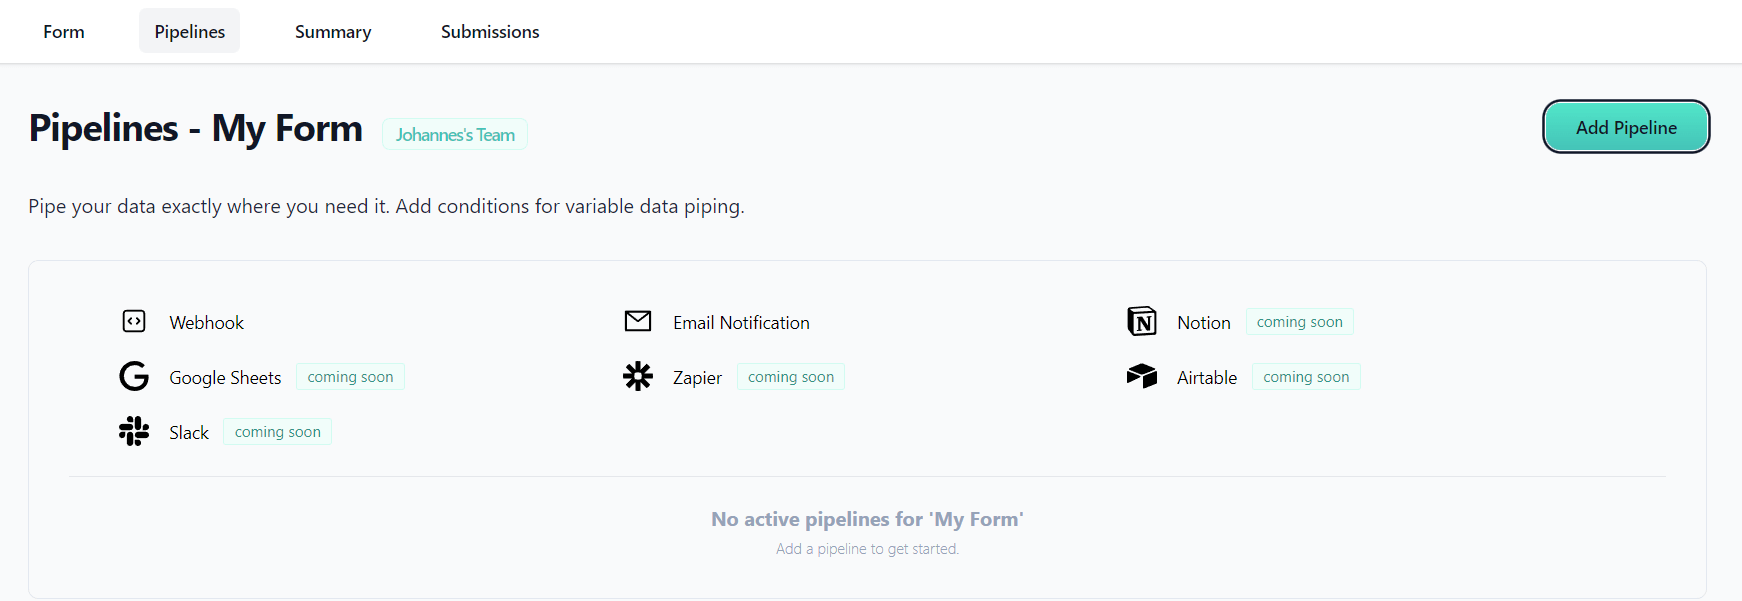 Form Pipelines Summary Submissions
Pipelines - My Form Johannes's Team Add Pipeline
Pipe your data exactly where you need it. Add conditions for variable data piping.
Webhook Email Notification Notion coming soon
Google Sheets coming soon Zapier coming soon Airtable coming soon
Slack coming soon
No active pipelines for 'My Form'
Add a pipeline to get started.